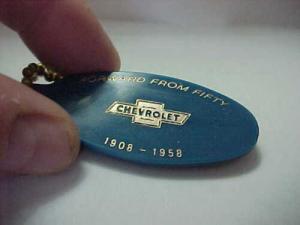 FORWARD FROM FIFTY
CHEVROLET
1908 - 1958